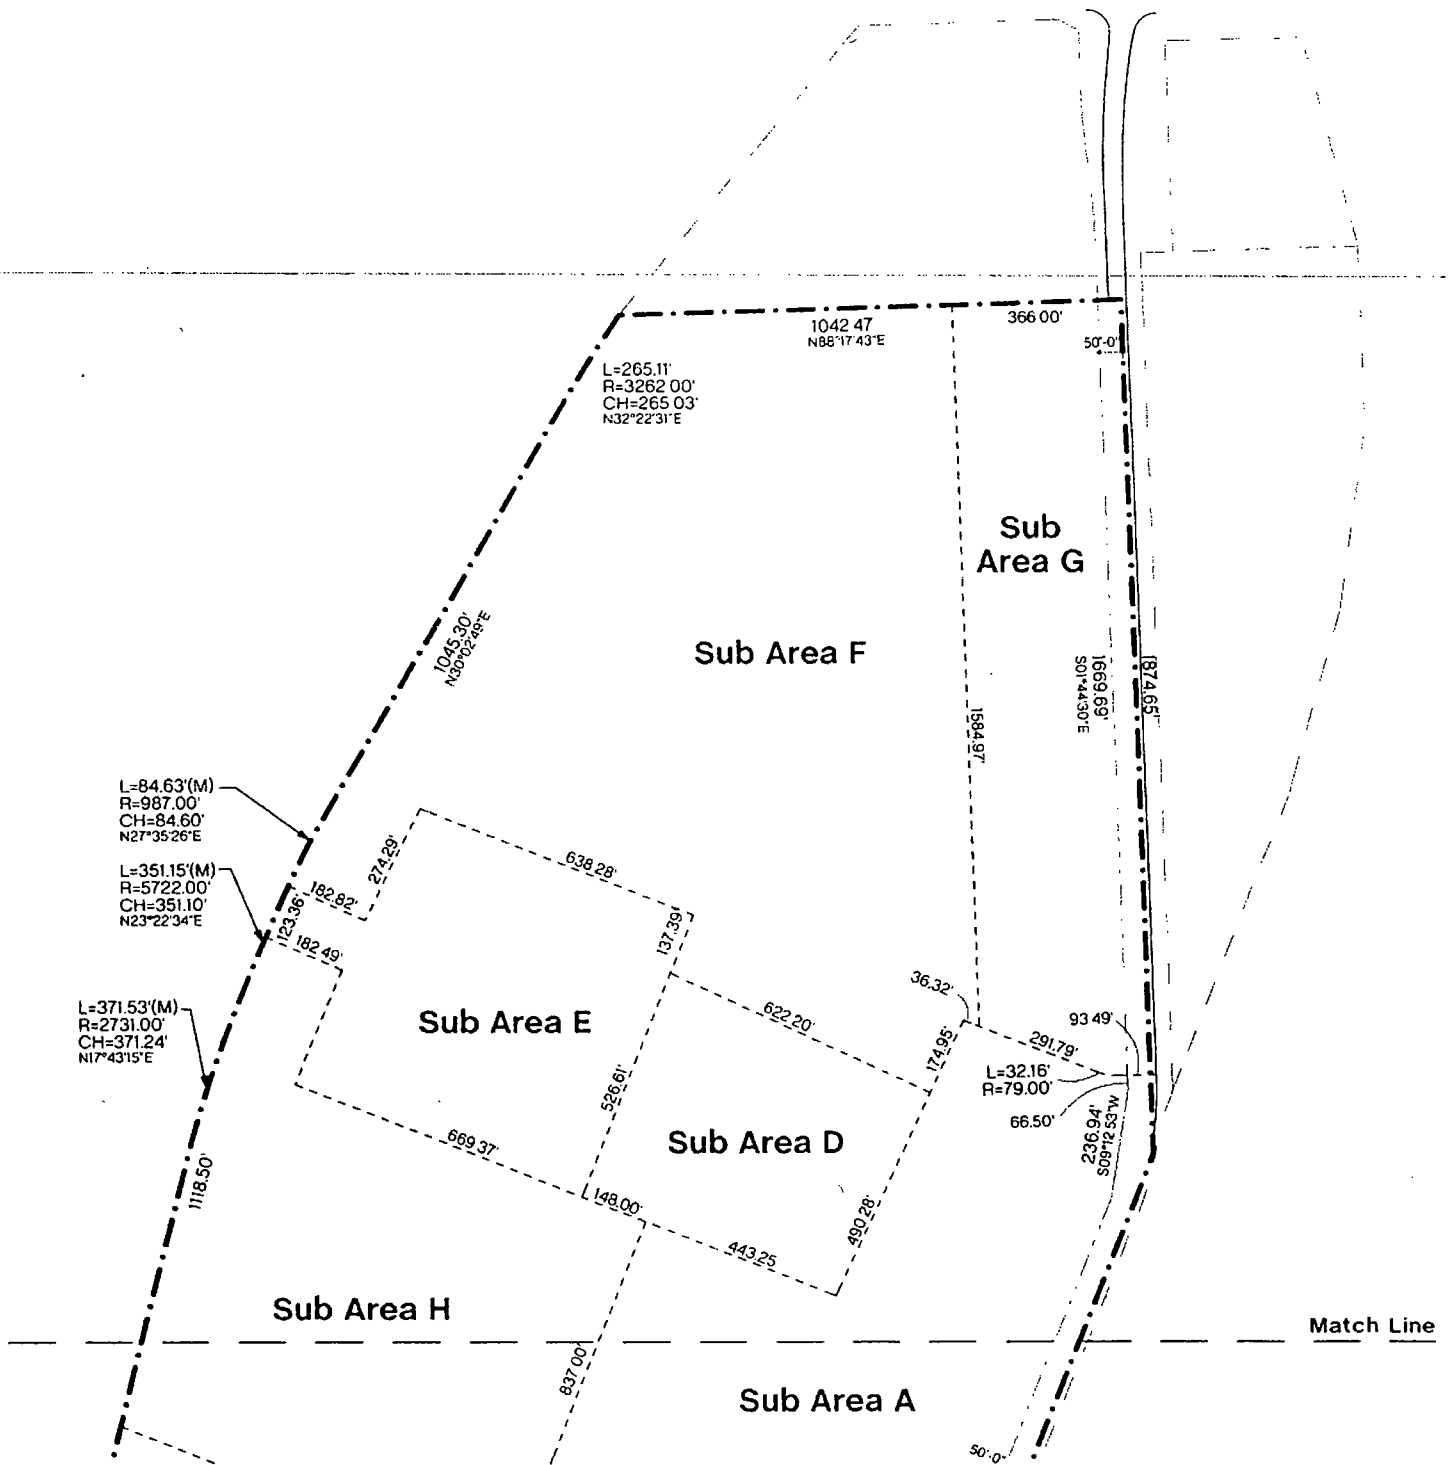 1042 47
N88°17'43"E
366 00'
50'-0"
L=265.11'
R=3262 00'
CH=265 03'
N32°22'31"E
Sub
Area G
1045.30'
N30°02'49"E
Sub Area F
1584.97'
1669.69'
S01°44'30"E
1874.65'
L=84.63'(M)
R=987.00'
CH=84.60'
N27°35'26"E
L=351.15'(M)
R=5722.00'
CH=351.10'
N23°22'34"E
274.29'
638.28'
182.82'
123.36'
182.49'
137.39'
36.32'
L=371.53'(M)
R=2731.00'
CH=371.24'
N17°43'15"E
Sub Area E
622.20'
174.95'
291.79'
93 49'
L=32.16'
R=79.00'
66.50'
526.61'
236.94'
S09°12'53"W
669.37'
Sub Area D
1118.50'
148.00'
490.28'
443.25
Sub Area H
Match Line
837 00'
Sub Area A
50'-0"